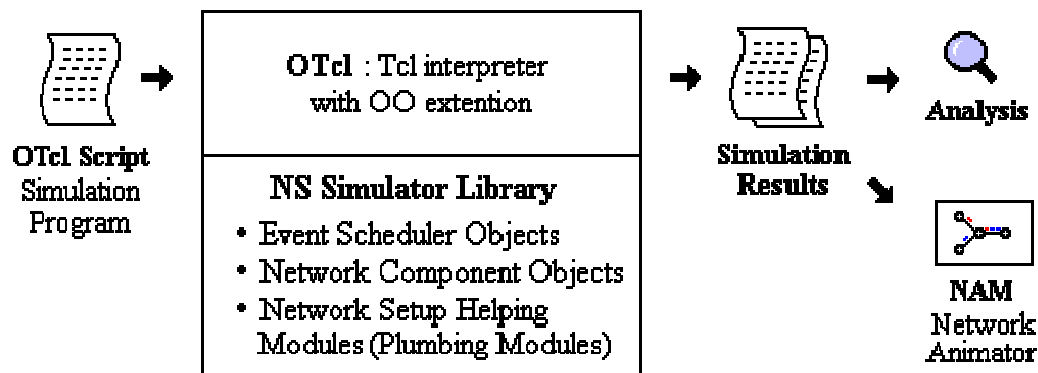 OTcl Script
Simulation
Program
OTcl : Tcl interpreter
with OO extention
NS Simulator Library
• Event Scheduler Objects
• Network Component Objects
• Network Setup Helping
Modules (Plumbing Modules)
Simulation
Results
Analysis
NAM
Network
Animator